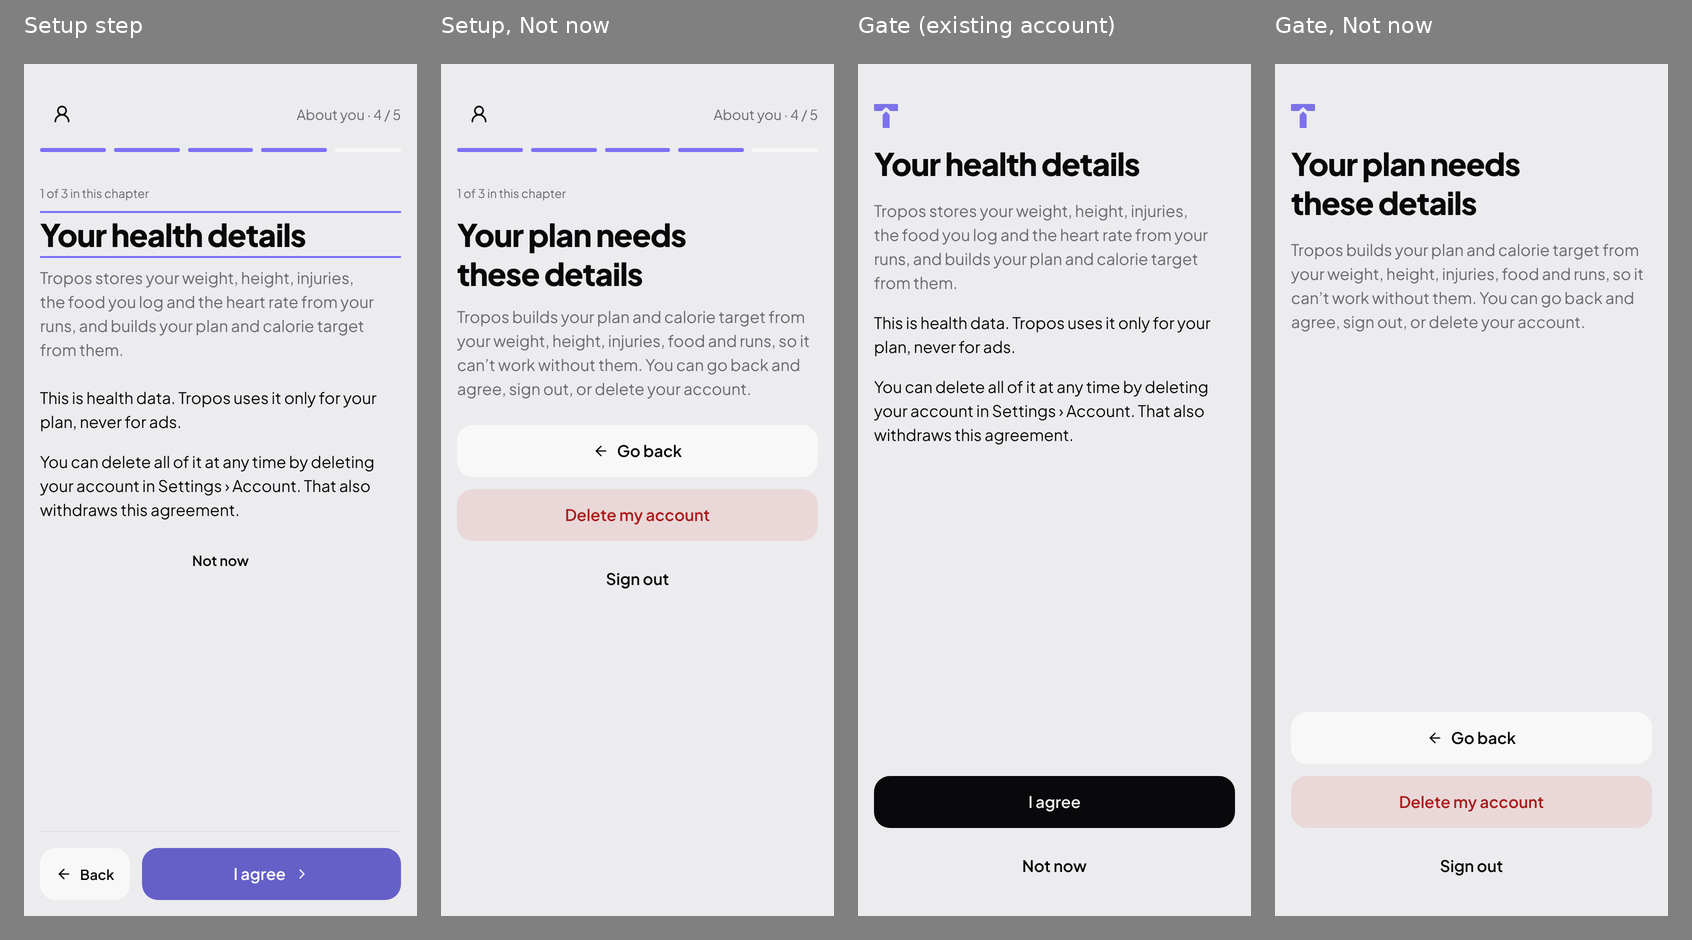 Setup step
About you · 4 / 5
1 of 3 in this chapter
Your health details
Tropos stores your weight, height, injuries,
the food you log and the heart rate from your
runs, and builds your plan and calorie target
from them.
This is health data. Tropos uses it only for your
plan, never for ads.
You can delete all of it at any time by deleting
your account in Settings › Account. That also
withdraws this agreement.
Not now
Back
I agree
Setup, Not now
About you · 4 / 5
1 of 3 in this chapter
Your plan needs
these details
Tropos builds your plan and calorie target from
your weight, height, injuries, food and runs, so it
can’t work without them. You can go back and
agree, sign out, or delete your account.
Go back
Delete my account
Sign out
Gate (existing account)
Your health details
Tropos stores your weight, height, injuries,
the food you log and the heart rate from your
runs, and builds your plan and calorie target
from them.
This is health data. Tropos uses it only for your
plan, never for ads.
You can delete all of it at any time by deleting
your account in Settings › Account. That also
withdraws this agreement.
I agree
Not now
Gate, Not now
Your plan needs
these details
Tropos builds your plan and calorie target from
your weight, height, injuries, food and runs, so it
can’t work without them. You can go back and
agree, sign out, or delete your account.
Go back
Delete my account
Sign out